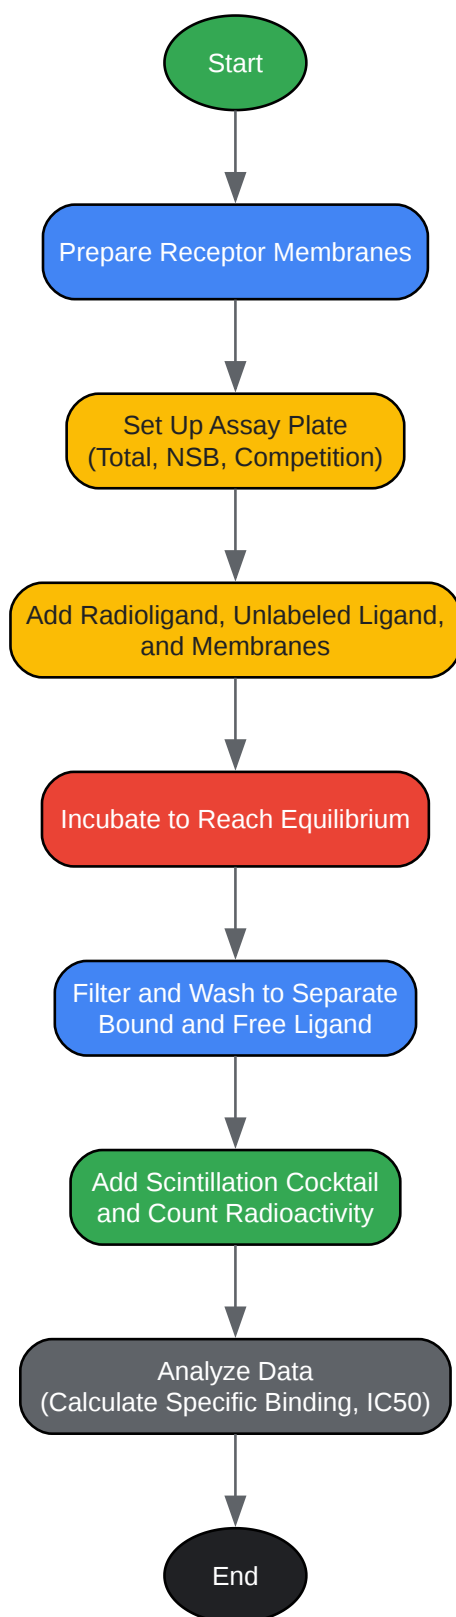 Start
Prepare Receptor Membranes
Set Up Assay Plate
(Total, NSB, Competition)
Add Radioligand, Unlabeled Ligand,
and Membranes
Incubate to Reach Equilibrium
Filter and Wash to Separate
Bound and Free Ligand
Add Scintillation Cocktail
and Count Radioactivity
Analyze Data
(Calculate Specific Binding, IC50)
End